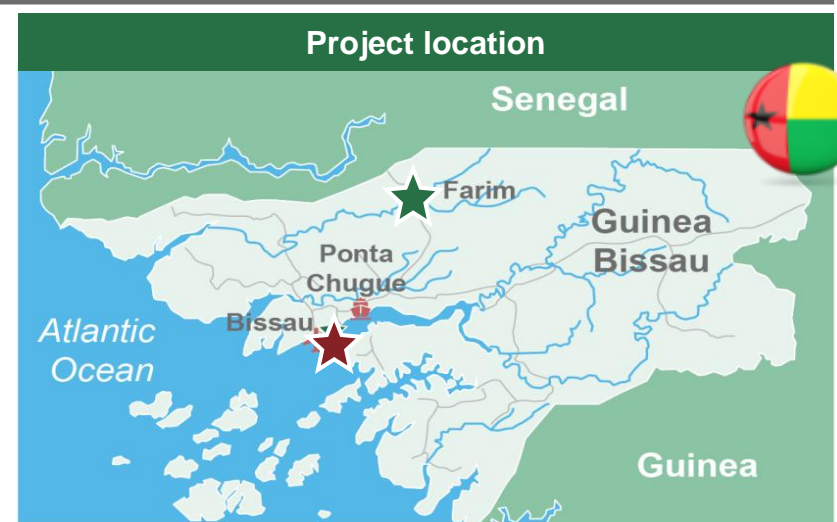 Project location
Senegal
Farim
Guinea
Bissau
Ponta
Chugue
Bissau
Atlantic
Ocean
Guinea